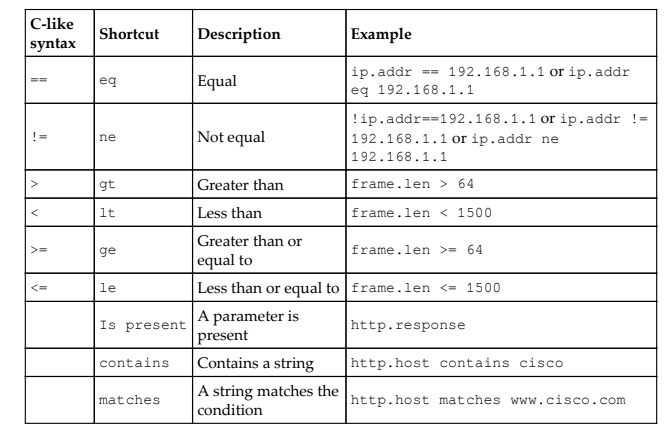 C-like syntax Shortcut Description Example
== eq Equal ip.addr == 192.168.1.1 or ip.addr eq 192.168.1.1
!= ne Not equal !ip.addr==192.168.1.1 or ip.addr != 192.168.1.1 or ip.addr ne 192.168.1.1
> gt Greater than frame.len > 64
< lt Less than frame.len < 1500
>= ge Greater than or equal to frame.len >= 64
<= le Less than or equal to frame.len <= 1500
Is present A parameter is present http.response
contains Contains a string http.host contains cisco
matches A string matches the condition http.host matches www.cisco.com